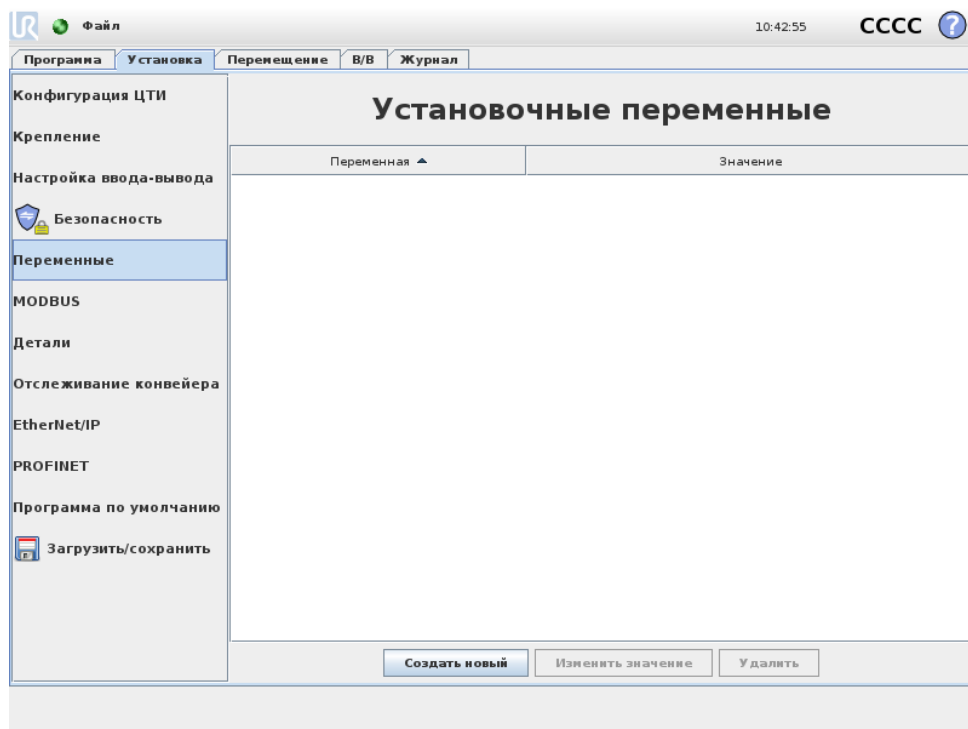 UR
Файл
10:42:55
CCCC
?
Программа
Установка
Перемещение
В/В
Журнал
Конфигурация ЦТИ
Крепление
Настройка ввода-вывода
Безопасность
Переменные
MODBUS
Детали
Отслеживание конвейера
EtherNet/IP
PROFINET
Программа по умолчанию
Загрузить/сохранить
Установочные переменные
Переменная
Значение
Создать новый
Изменить значение
Удалить